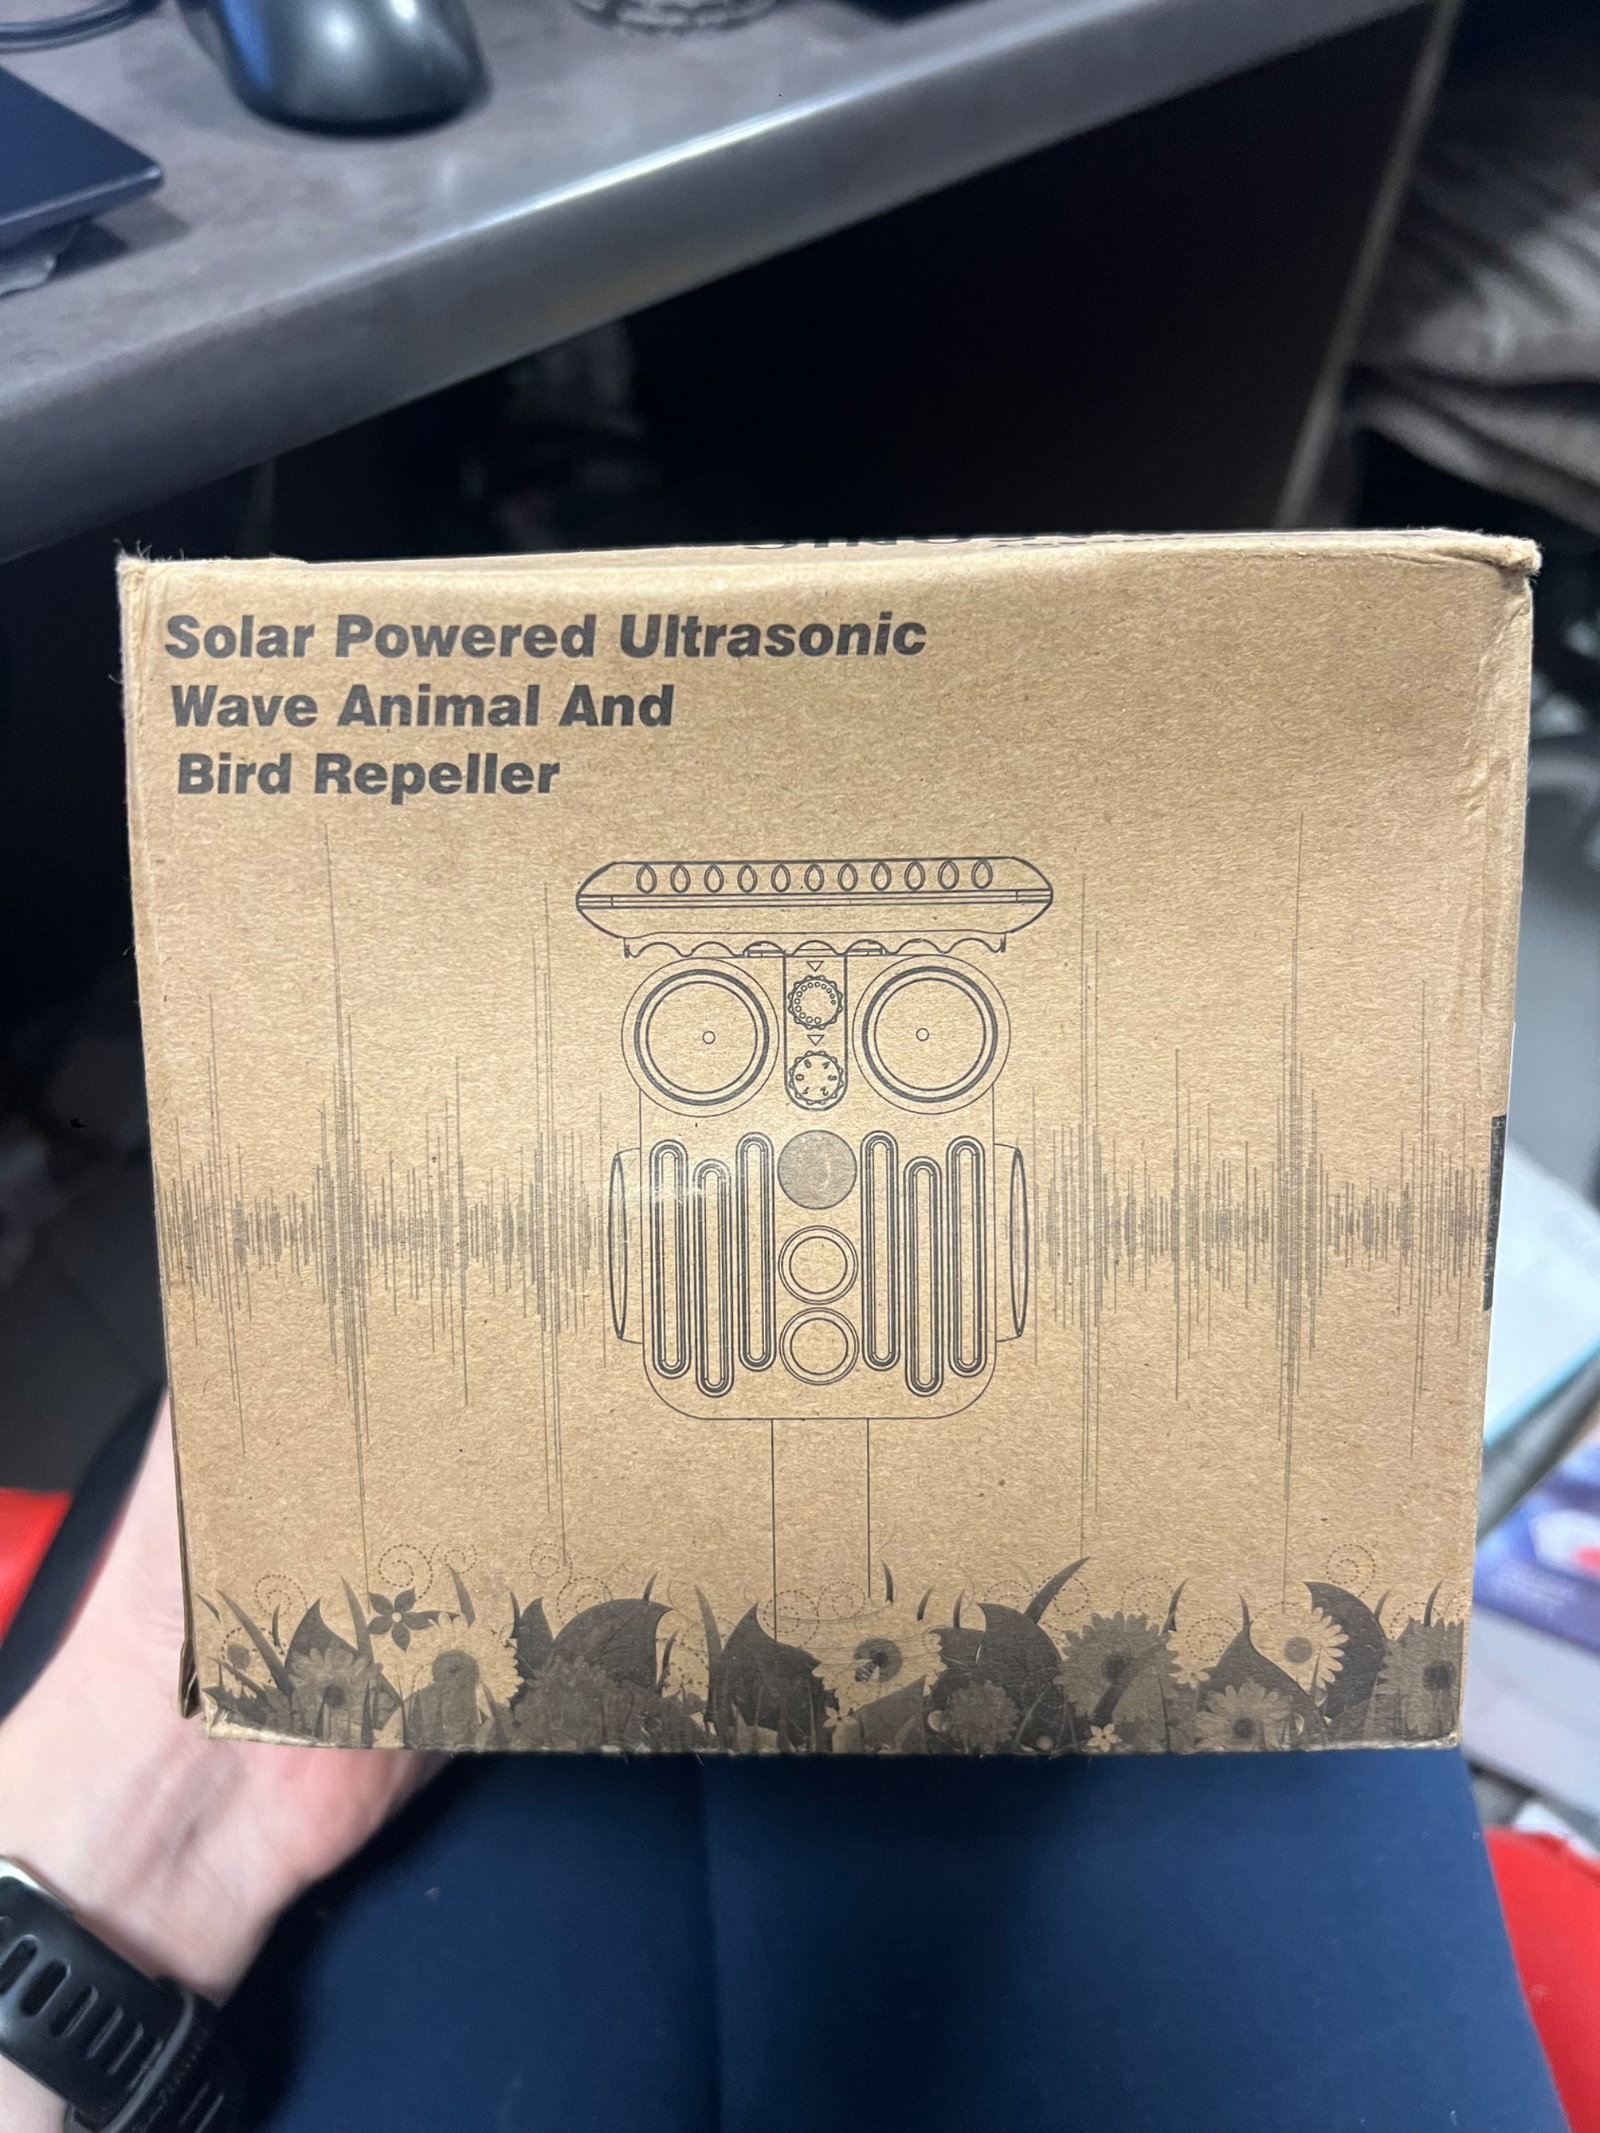 Solar Powered Ultrasonic
Wave Animal And
Bird Repeller